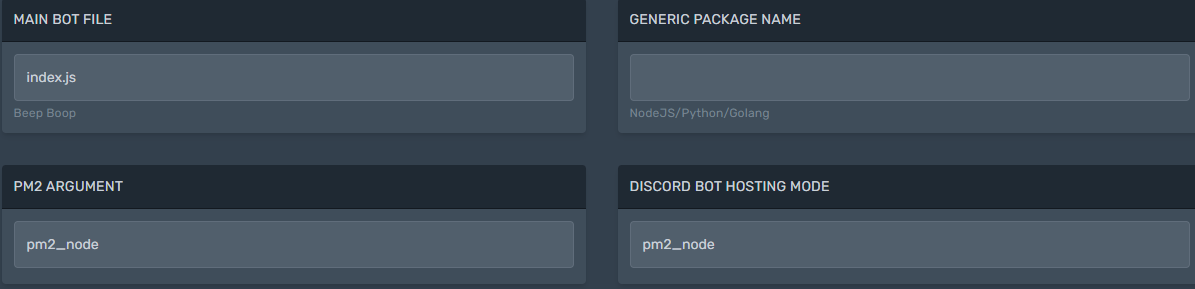 MAIN BOT FILE
index.js
Beep Boop
GENERIC PACKAGE NAME
NodeJS/Python/Golang
PM2 ARGUMENT
pm2_node
DISCORD BOT HOSTING MODE
pm2_node